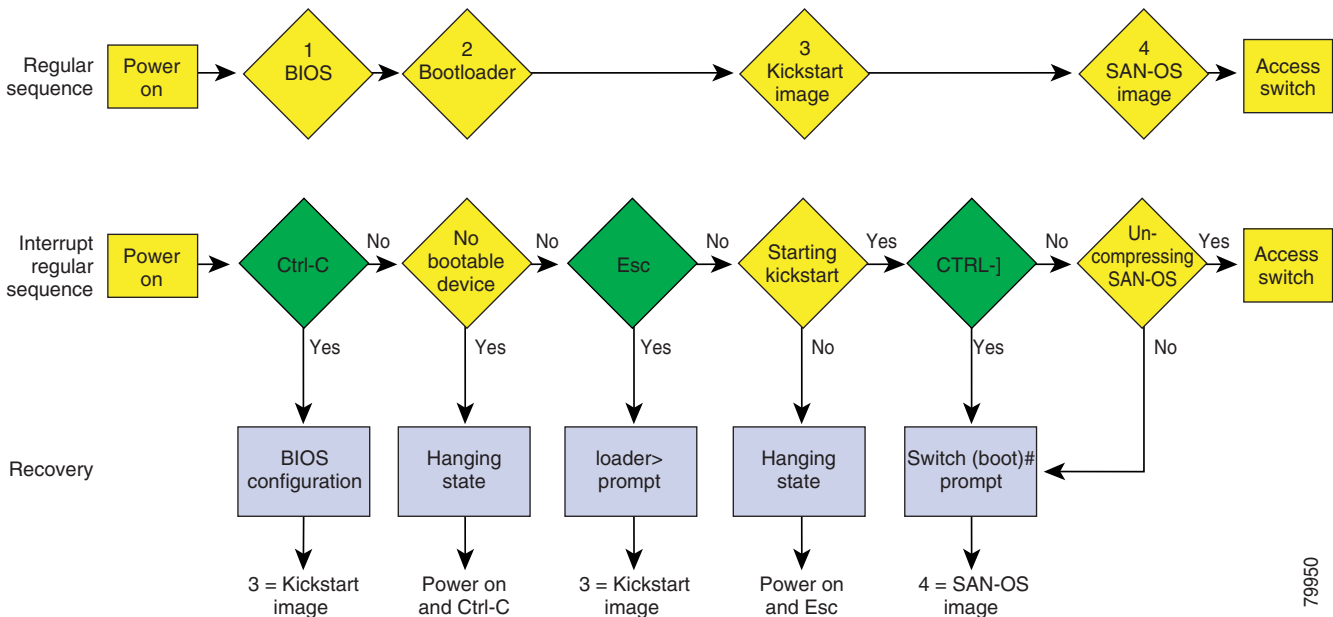 Regular
sequence
Power
on
1
BIOS
2
Bootloader
3
Kickstart
image
4
SAN-OS
image
Access
switch
Interrupt
regular
sequence
Power
on
Ctrl-C
No
No
bootable
device
No
Esc
No
Starting
kickstart
Yes
CTRL-]
No
Un-
compressing
SAN-OS
Yes
Access
switch
Yes
Yes
Yes
No
Yes
No
Recovery
BIOS
configuration
Hanging
state
loader>
prompt
Hanging
state
Switch (boot)#
prompt
3 = Kickstart
image
Power on
and Ctrl-C
3 = Kickstart
image
Power on
and Esc
4 = SAN-OS
image
79950